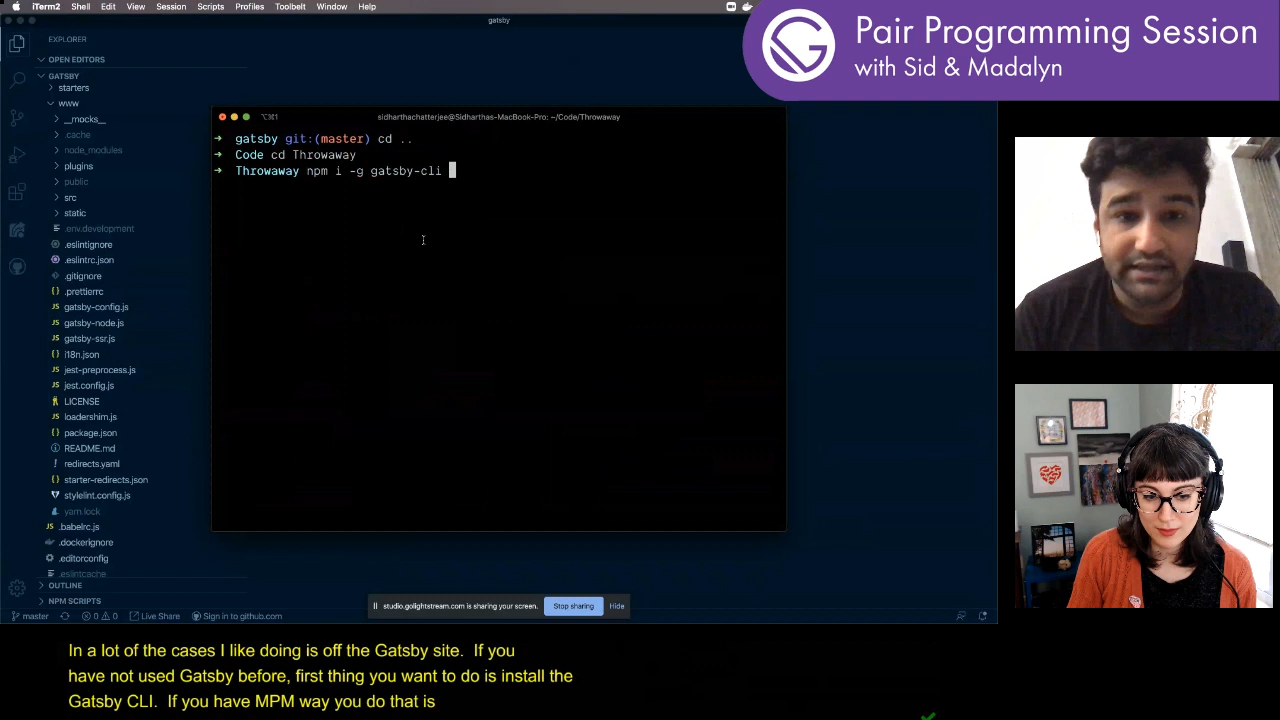 iTerm2 Shell Edit View Session Scripts Profiles Toolbelt Window Help
gatsby
Pair Programming Session
with Sid & Madalyn
EXPLORER
OPEN EDITORS
GATSBY
starters
www
__mocks__
.cache
node_modules
plugins
public
src
static
.env.development
.eslintignore
.eslintrc.json
.gitignore
.prettierrc
gatsby-config.js
gatsby-node.js
gatsby-ssr.js
i18n.json
jest-preprocess.js
jest.config.js
LICENSE
loadershim.js
package.json
README.md
redirects.yaml
starter-redirects.json
stylelint.config.js
yarn.lock
.babelrc.js
.dockerignore
.editorconfig
.eslintcache
OUTLINE
NPM SCRIPTS
master 0 0 Live Share Sign in to github.com
⌥⌘1 sidharthachatterjee@Sidharthas-MacBook-Pro: ~/Code/Throwaway
➜ gatsby git:(master) cd ..
➜ Code cd Throwaway
➜ Throwaway npm i -g gatsby-cli
studio.golightstream.com is sharing your screen. Stop sharing Hide
In a lot of the cases I like doing is off the Gatsby site. If you
have not used Gatsby before, first thing you want to do is install the
Gatsby CLI. If you have MPM way you do that is